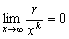 lim_{x→∞} r/x^k = 0